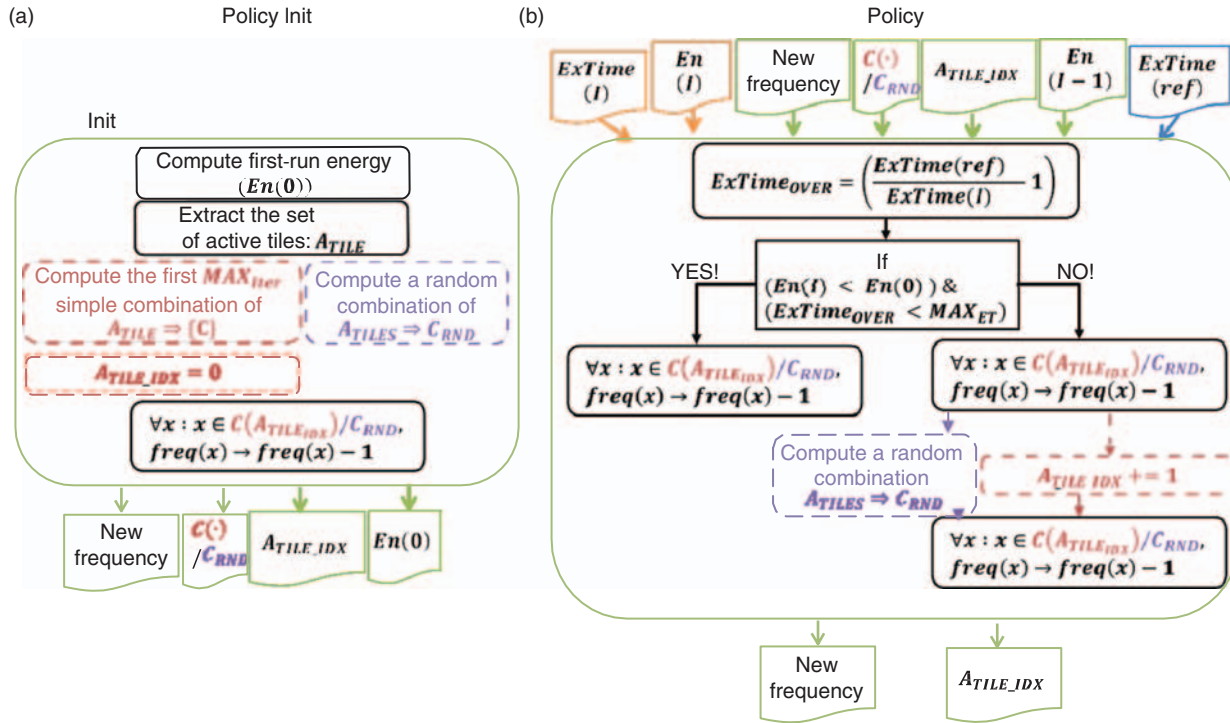 (a)
Policy Init
Init
Compute first-run energy
(En(0))
Extract the set
of active tiles: A_TILE
Compute the first MAX_Iter
simple combination of
A_TILE ⇒ {C}
Compute a random
combination of
A_TILES ⇒ C_RND
A_TILE_IDX = 0
∀x : x ∈ C(A_TILE_IDX)/C_RND,
freq(x) → freq(x) − 1
New
frequency
C(·)
/C_RND
A_TILE_IDX
En(0)
(b)
Policy
ExTime
(I)
En
(I)
New
frequency
C(·)
/C_RND
A_TILE_IDX
En
(I − 1)
ExTime
(ref)
ExTime_OVER = (ExTime(ref)/ExTime(I) - 1)
YES!
If
(En(I) < En(0)) &
(ExTime_OVER < MAX_ET)
NO!
∀x : x ∈ C(A_TILE_IDX)/C_RND,
freq(x) → freq(x) − 1
∀x : x ∈ C(A_TILE_IDX)/C_RND,
freq(x) → freq(x) − 1
Compute a random
combination
A_TILES ⇒ C_RND
A_TILE_IDX += 1
∀x : x ∈ C(A_TILE_IDX)/C_RND,
freq(x) → freq(x) − 1
New
frequency
A_TILE_IDX